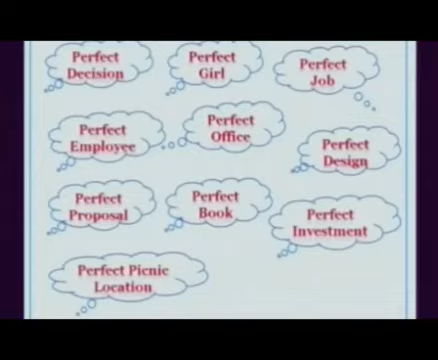 Perfect
Decision
Perfect
Girl
Perfect
Job
Perfect
Employee
Perfect
Office
Perfect
Design
Perfect
Proposal
Perfect
Book
Perfect
Investment
Perfect Picnic
Location